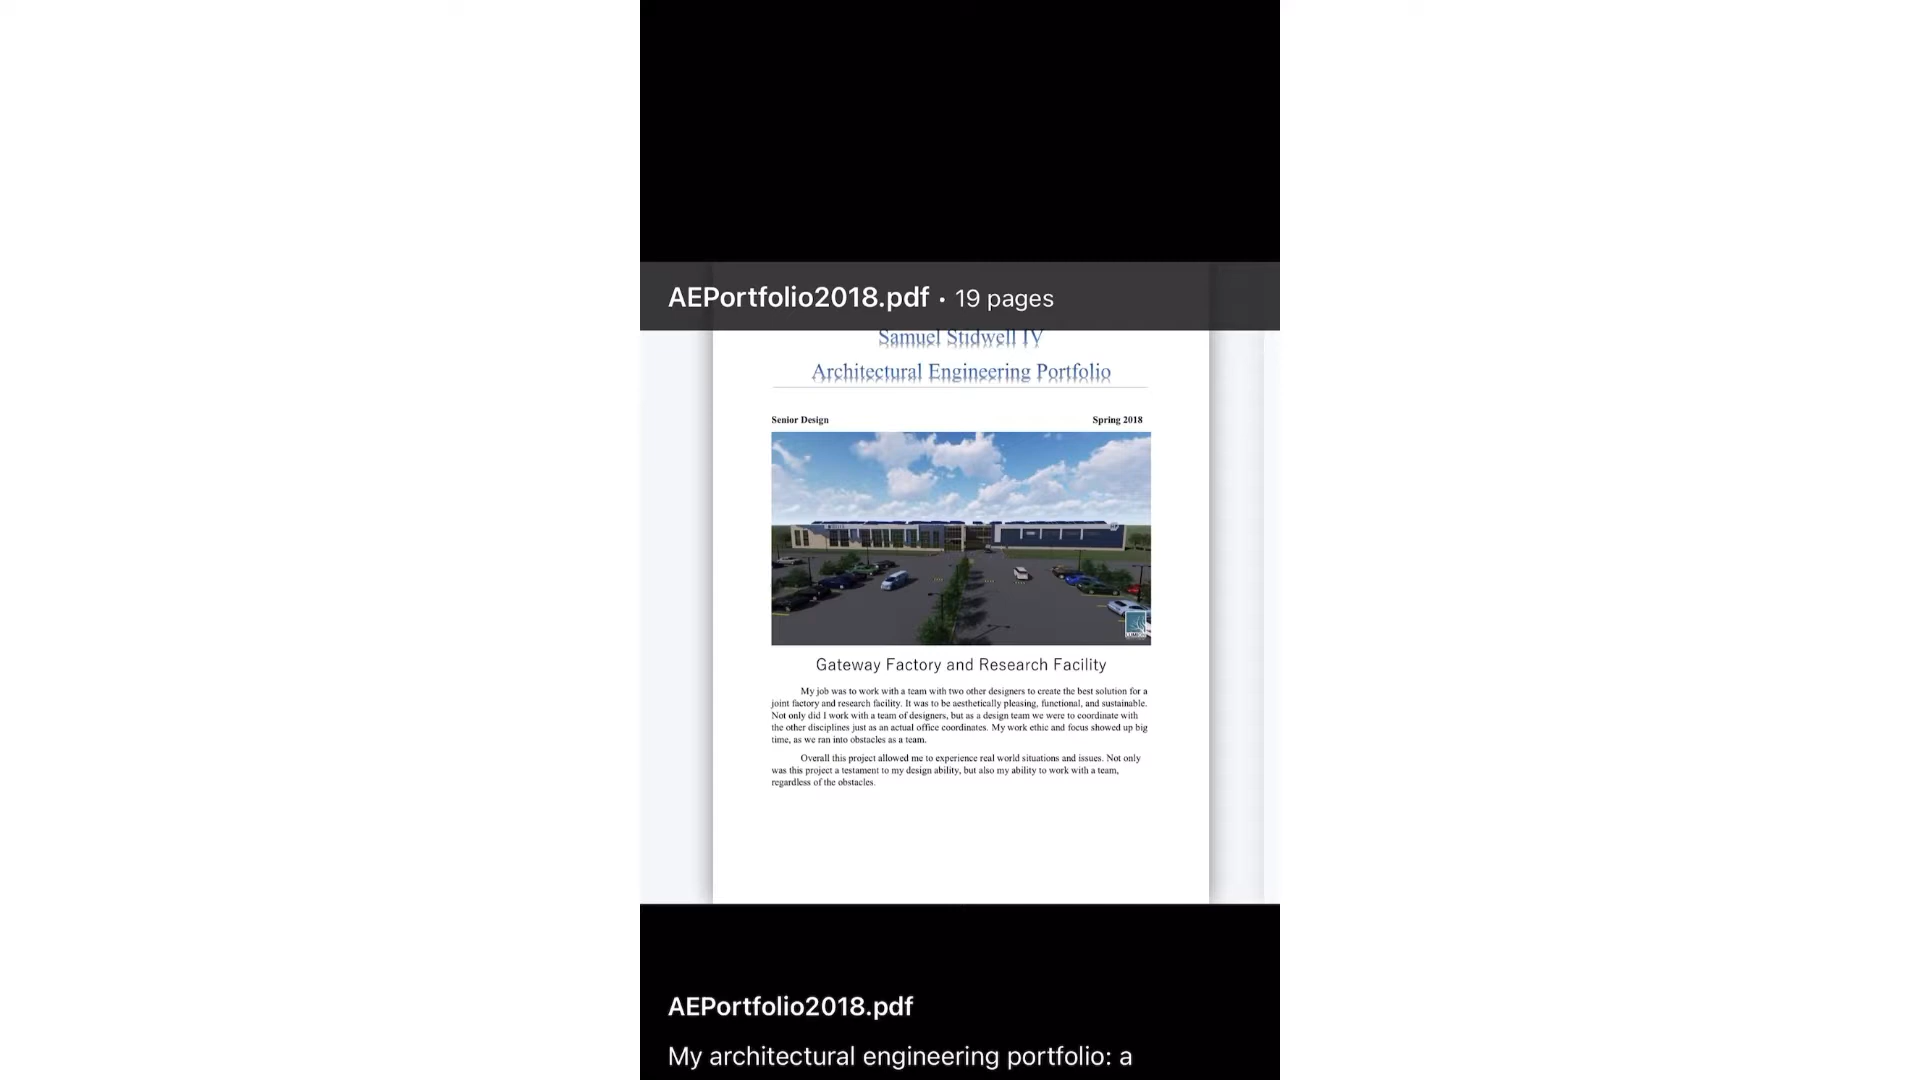 AEPortfolio2018.pdf • 19 pages
Samuel Stidwell IV
Architectural Engineering Portfolio
Senior Design Spring 2018
Gateway Factory and Research Facility
My job was to work with a team with two other designers to create the best solution for a
joint factory and research facility. It was to be aesthetically pleasing, functional, and sustainable.
Not only did I work with a team of designers, but as a design team we were to coordinate with
the other disciplines just as an actual office coordinates. My work ethic and focus showed up big
time, as we ran into obstacles as a team.
Overall this project allowed me to experience real world situations and issues. Not only
was this project a testament to my design ability, but also my ability to work with a team,
regardless of the obstacles.
AEPortfolio2018.pdf
My architectural engineering portfolio: a